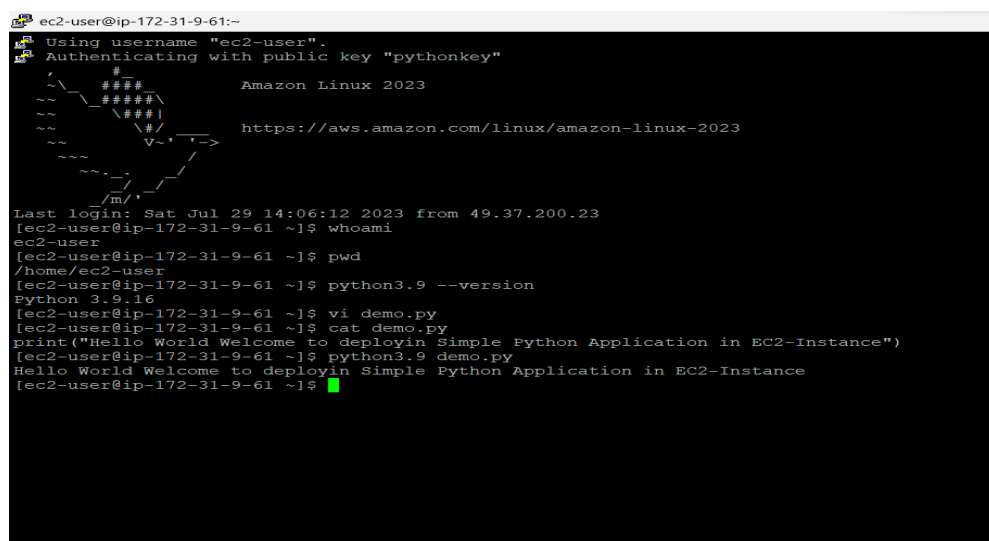 ec2-user@ip-172-31-9-61:~
Using username "ec2-user".
Authenticating with public key "pythonkey"
   ,     #_
   ~\_  ####_        Amazon Linux 2023
  ~~  \_#####\
  ~~     \###|
  ~~       \#/ ___   https://aws.amazon.com/linux/amazon-linux-2023
   ~~       V~' '->
    ~~~         /
      ~~._.   _/
         _/ _/
       _/m/'
Last login: Sat Jul 29 14:06:12 2023 from 49.37.200.23
[ec2-user@ip-172-31-9-61 ~]$ whoami
ec2-user
[ec2-user@ip-172-31-9-61 ~]$ pwd
/home/ec2-user
[ec2-user@ip-172-31-9-61 ~]$ python3.9 --version
Python 3.9.16
[ec2-user@ip-172-31-9-61 ~]$ vi demo.py
[ec2-user@ip-172-31-9-61 ~]$ cat demo.py
print("Hello World Welcome to deployin Simple Python Application in EC2-Instance")
[ec2-user@ip-172-31-9-61 ~]$ python3.9 demo.py
Hello World Welcome to deployin Simple Python Application in EC2-Instance
[ec2-user@ip-172-31-9-61 ~]$